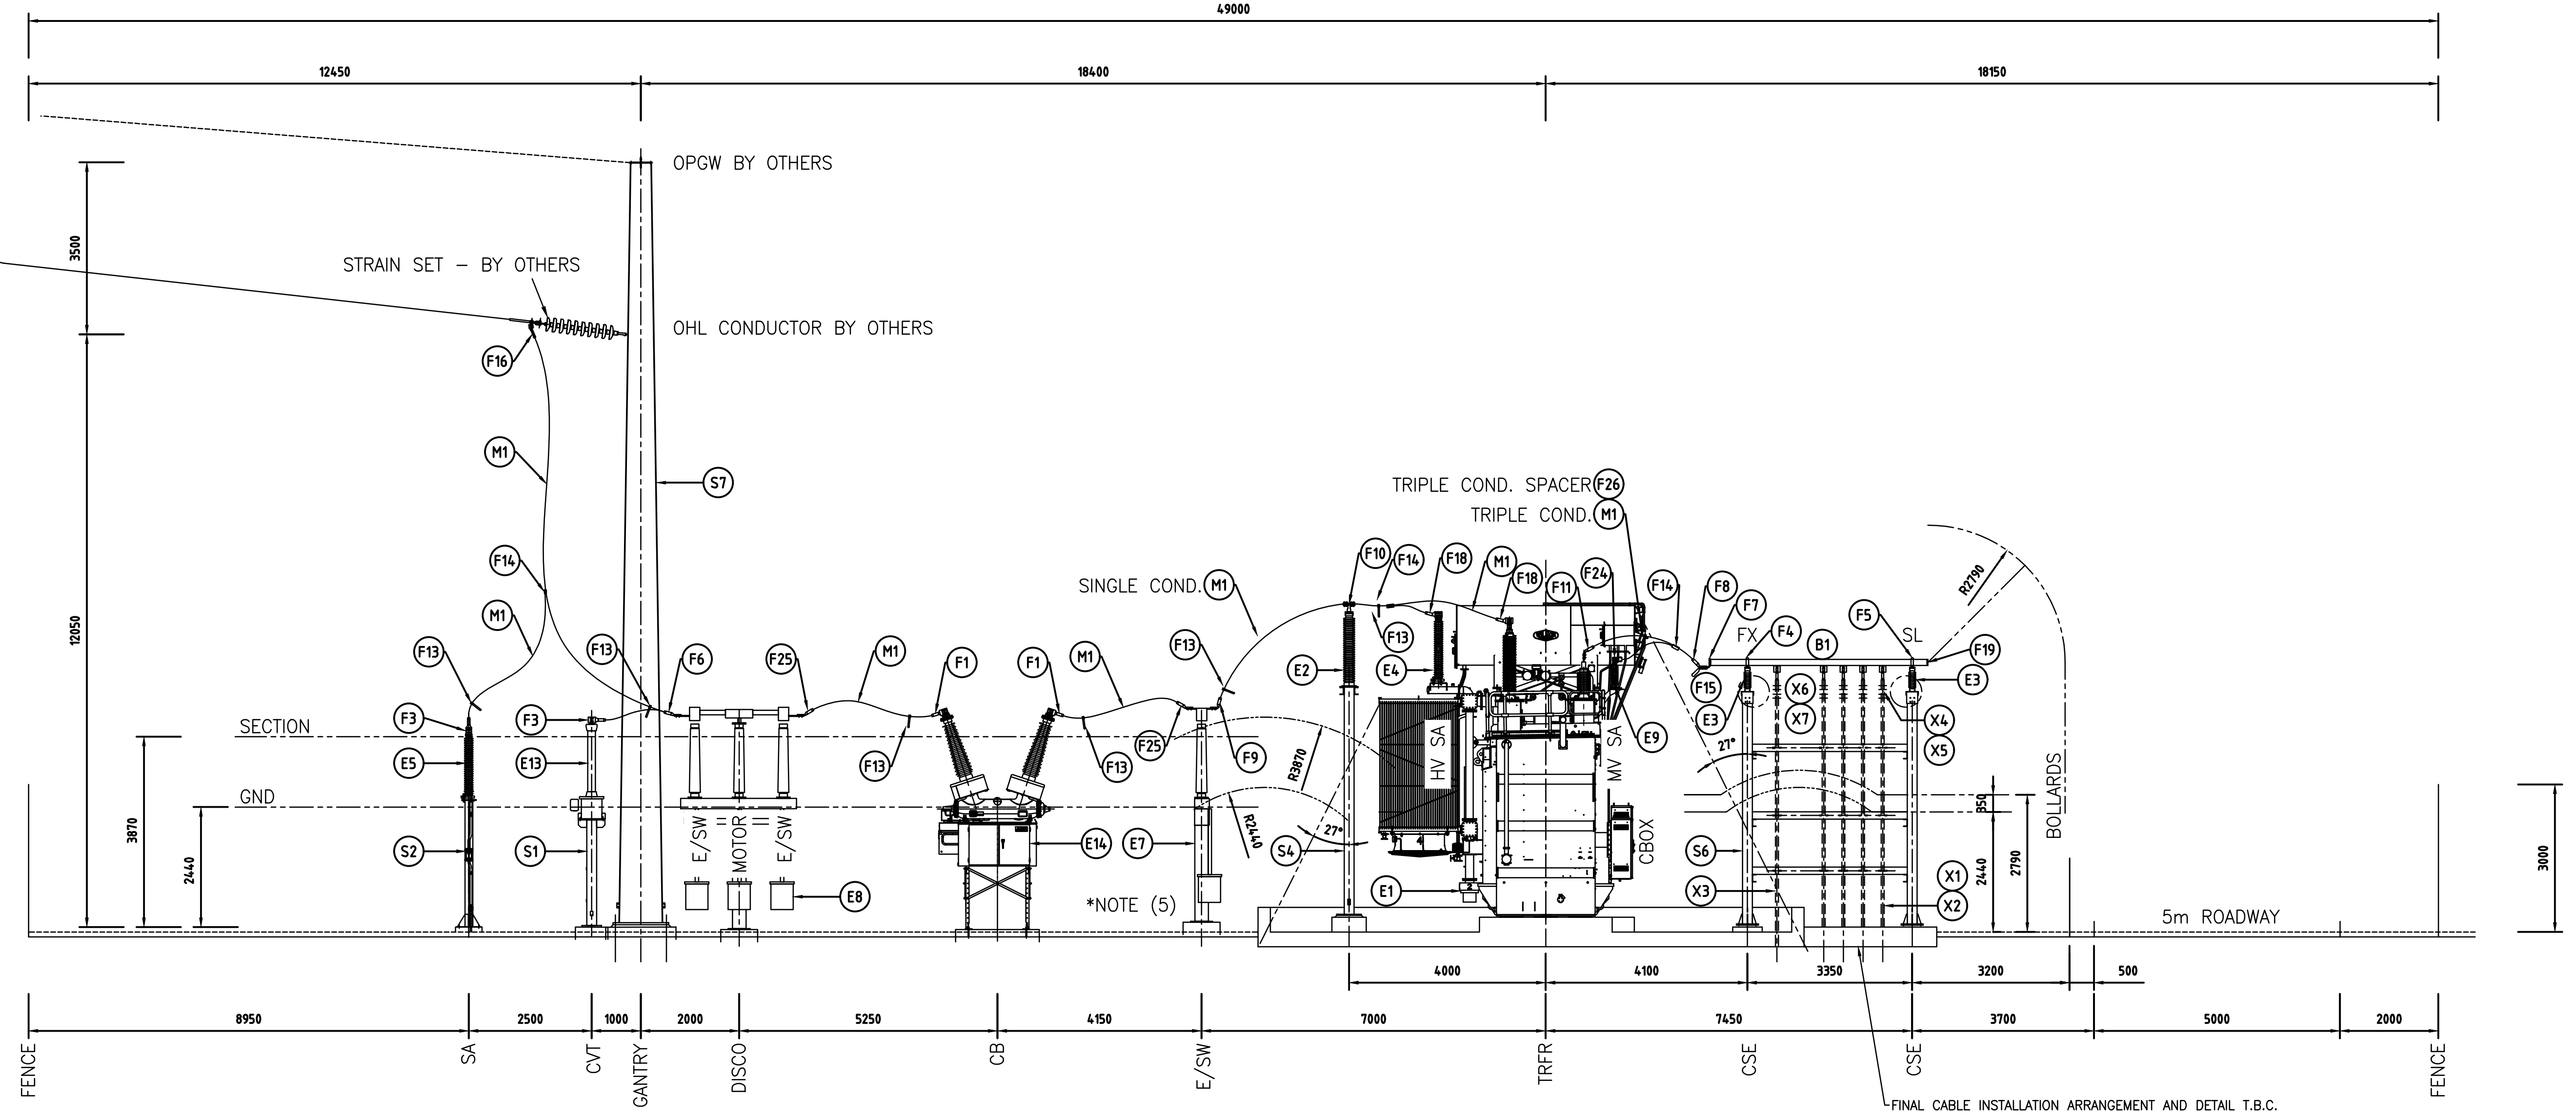 49000
12450
18400
18150
OPGW BY OTHERS
3500
STRAIN SET - BY OTHERS
OHL CONDUCTOR BY OTHERS
F16
M1
S7
12050
F14
M1
TRIPLE COND. SPACER F26
TRIPLE COND. M1
SINGLE COND. M1
F10
F14
F18
M1
F18
F11
F24
F14
F8
F7
FX
F4
B1
F5
SL
F19
R2790
F13
F13
F6
F25
M1
F1
F1
M1
F13
F13
E2
E4
F15
E3
X6
X7
E3
X4
X5
F3
F3
SECTION
E5
E13
F13
F13
F25
F9
R3870
HV SA
MV SA
E9
27°
GND
3870
2440
S2
S1
E/SW
MOTOR
E/SW
E8
E14
E7
R2440
27°
S4
4
CBOX
S6
350
2440
2790
BOLLARDS
3000
*NOTE (5)
E1
2
X3
X1
X2
5m ROADWAY
4000
4100
3350
3200
500
8950
2500
1000
2000
5250
4150
7000
7450
3700
5000
2000
FENCE
SA
CVT
GANTRY
DISCO
CB
E/SW
TRFR
CSE
CSE
FENCE
FINAL CABLE INSTALLATION ARRANGEMENT AND DETAIL T.B.C.